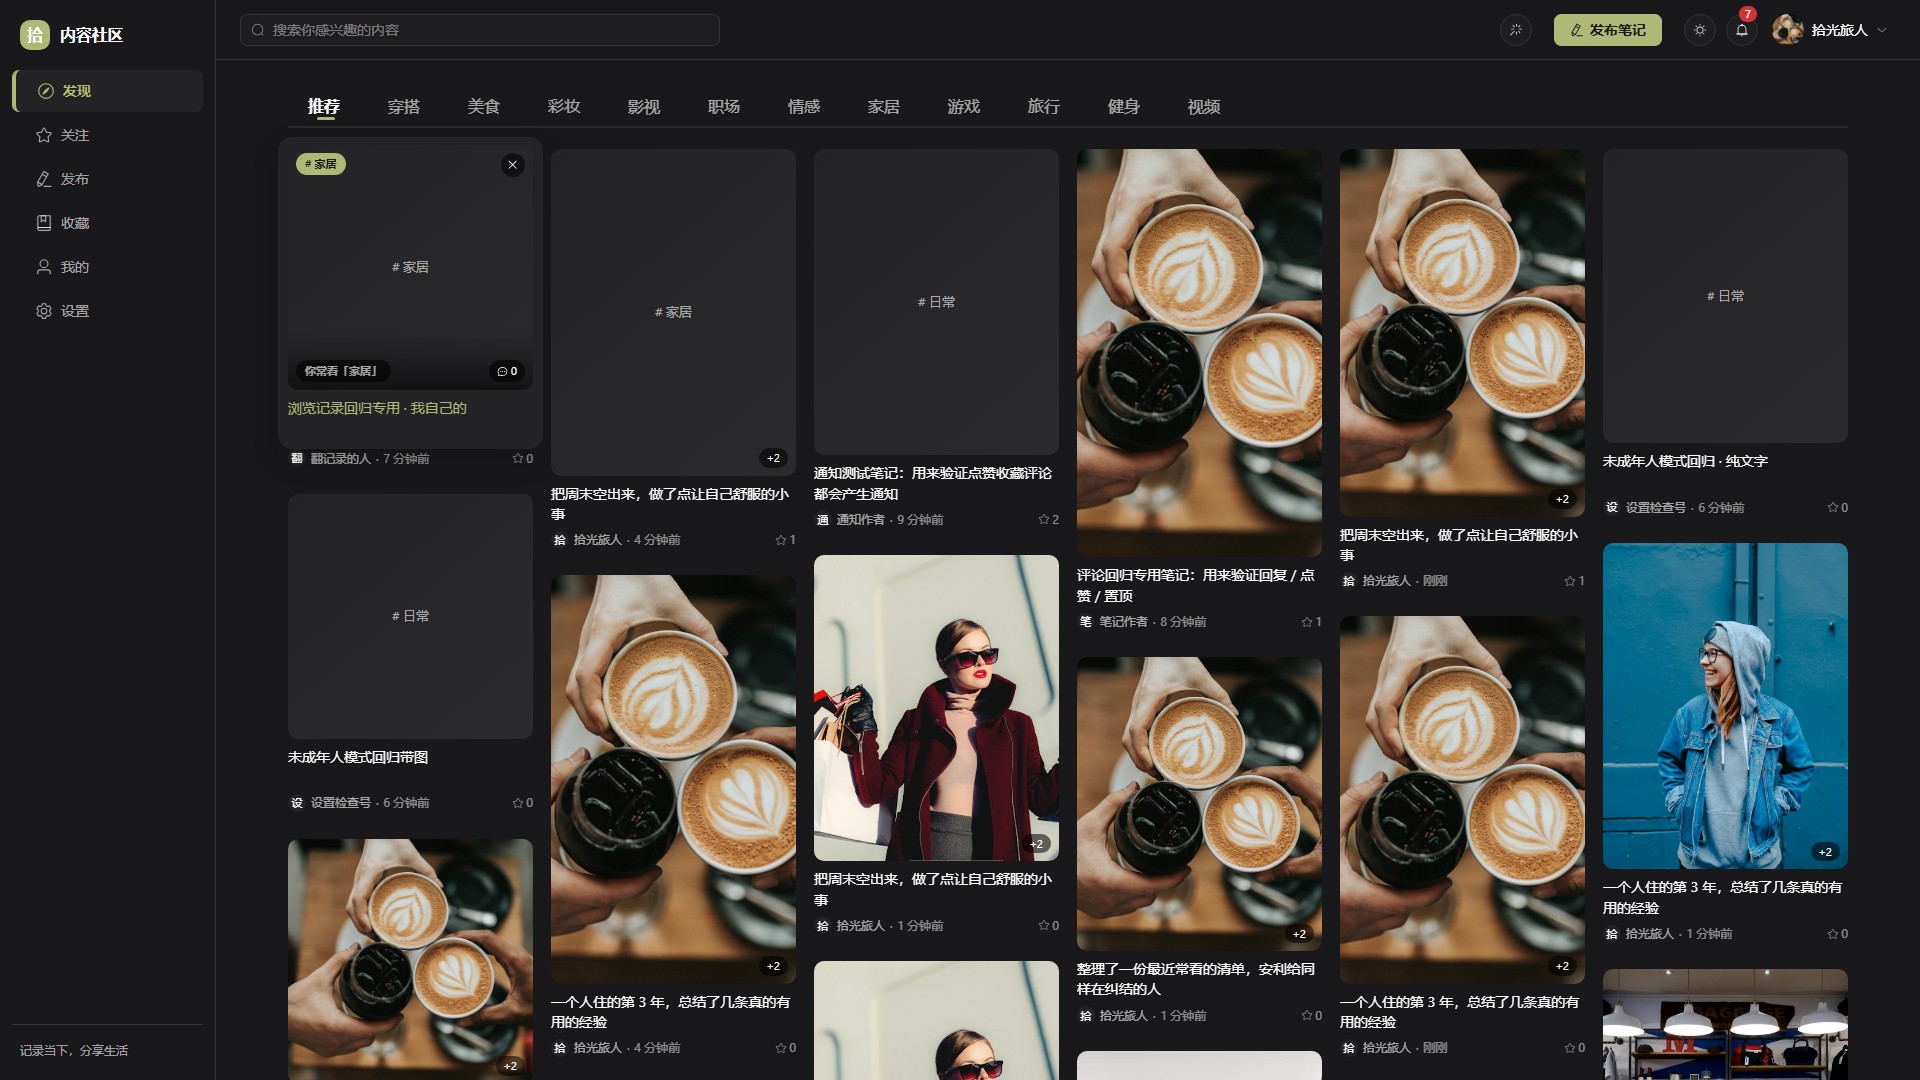 拾 内容社区
搜索你感兴趣的内容
发布笔记
7
拾光旅人
发现
关注
发布
收藏
我的
设置
记录当下，分享生活
推荐 穿搭 美食 彩妆 影视 职场 情感 家居 游戏 旅行 健身 视频
# 家居
# 家居
你常看「家居」
0
浏览记录回归专用 · 我自己的
翻 翻记录的人 · 7 分钟前 0
# 日常
未成年人模式回归带图
设 设置检查号 · 6 分钟前 0
+2
# 家居
+2
把周末空出来，做了点让自己舒服的小
事
拾 拾光旅人 · 4 分钟前 1
+2
一个人住的第 3 年，总结了几条真的有
用的经验
拾 拾光旅人 · 4 分钟前 0
# 日常
通知测试笔记：用来验证点赞收藏评论
都会产生通知
通 通知作者 · 9 分钟前 2
+2
把周末空出来，做了点让自己舒服的小
事
拾 拾光旅人 · 1 分钟前 0
评论回归专用笔记：用来验证回复 / 点
赞 / 置顶
笔 笔记作者 · 8 分钟前 1
+2
整理了一份最近常看的清单，安利给同
样在纠结的人
拾 拾光旅人 · 1 分钟前 0
+2
把周末空出来，做了点让自己舒服的小
事
拾 拾光旅人 · 刚刚 1
+2
一个人住的第 3 年，总结了几条真的有
用的经验
拾 拾光旅人 · 刚刚 0
# 日常
未成年人模式回归 · 纯文字
设 设置检查号 · 6 分钟前 0
+2
一个人住的第 3 年，总结了几条真的有
用的经验
拾 拾光旅人 · 1 分钟前 0